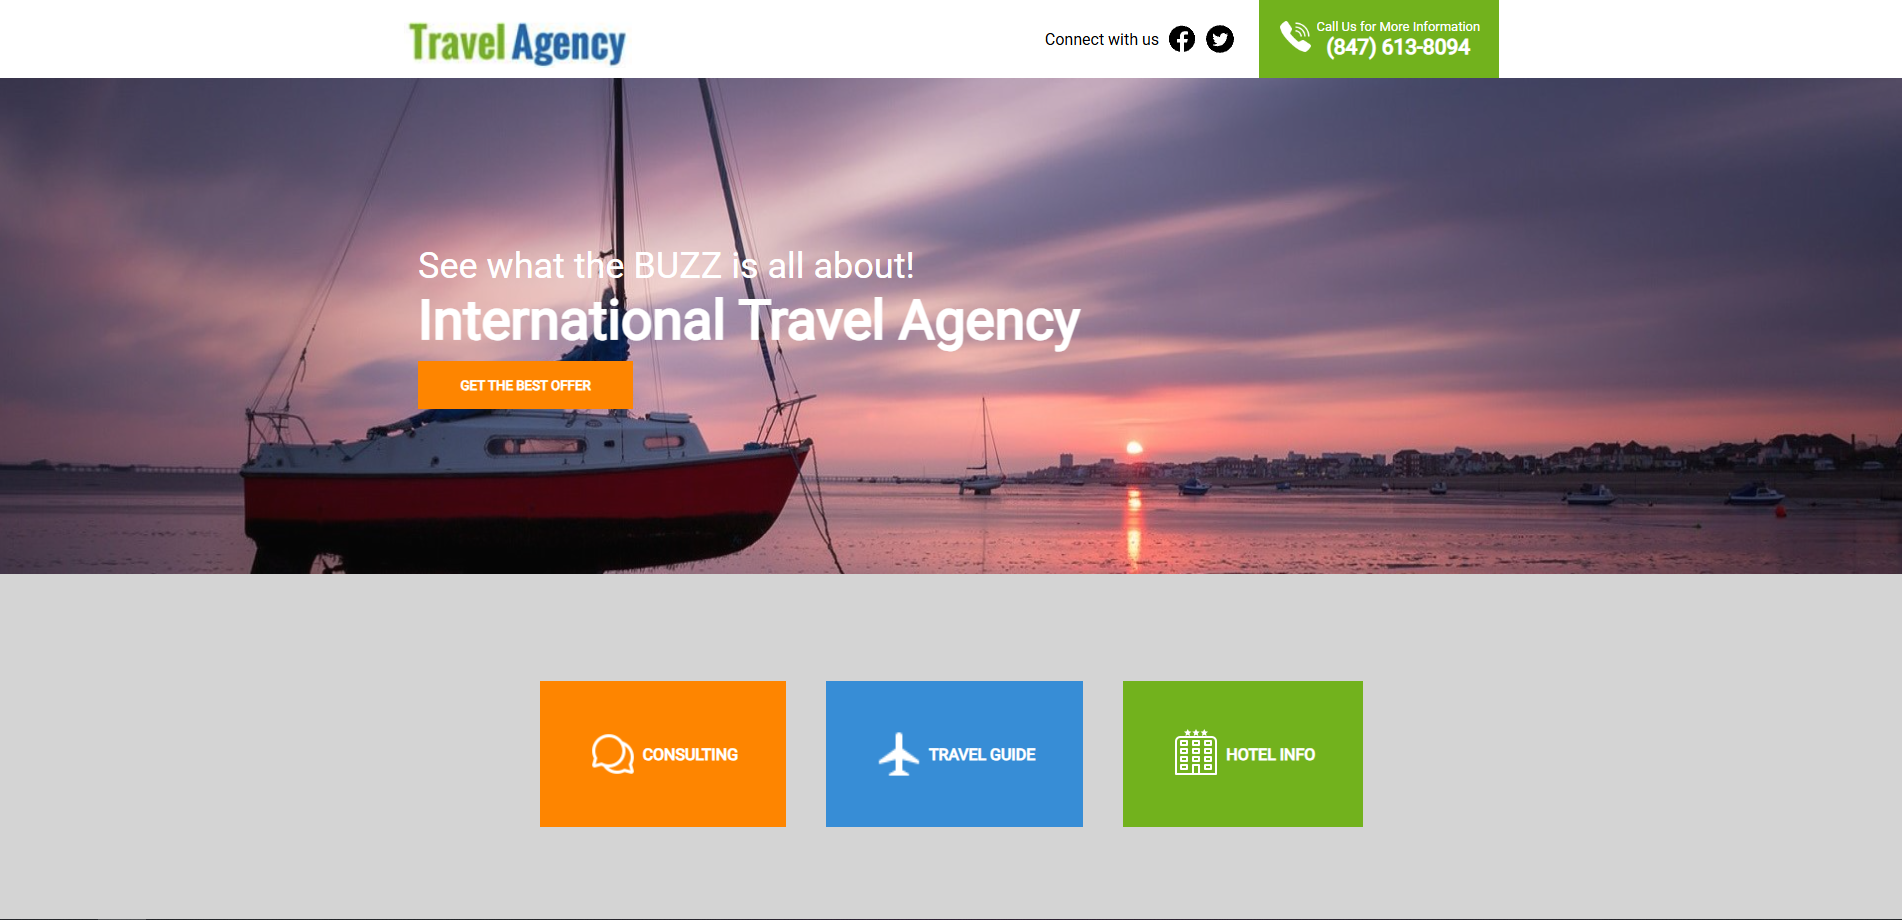 Travel Agency
Connect with us
Call Us for More Information
(847) 613-8094
See what the BUZZ is all about!
International Travel Agency
GET THE BEST OFFER
CONSULTING
TRAVEL GUIDE
HOTEL INFO